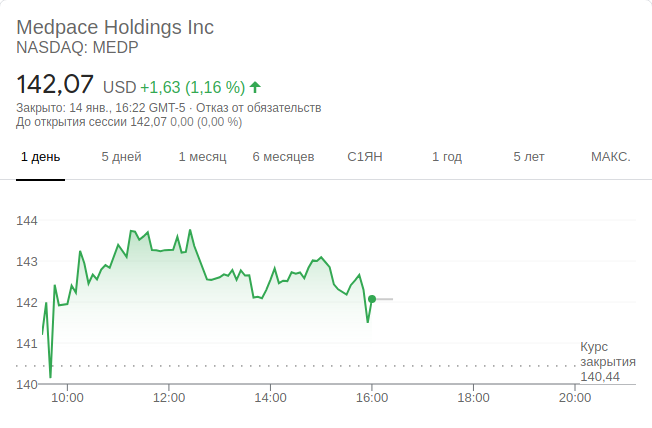 Medpace Holdings Inc
NASDAQ: MEDP
142,07 USD +1,63 (1,16 %)
Закрыто: 14 янв., 16:22 GMT-5 · Отказ от обязательств
До открытия сессии 142,07 0,00 (0,00 %)
1 день 5 дней 1 месяц 6 месяцев С1ЯН 1 год 5 лет МАКС.
144
143
142
141
Курс
закрытия
140,44
140
10:00 12:00 14:00 16:00 18:00 20:00